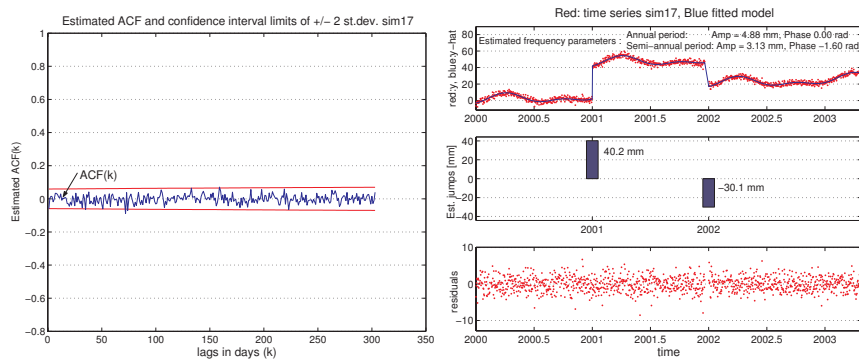 Estimated ACF and confidence interval limits of +/− 2 st.dev. sim17
1
0.8
0.6
0.4
0.2
0
−0.2
−0.4
−0.6
−0.8
Estimated ACF(k)
ACF(k)
0 50 100 150 200 250 300 350
lags in days (k)
Red: time series sim17, Blue fitted model
Estimated frequency parameters :
Annual period: Amp = 4.88 mm, Phase 0.00 rad
Semi−annual period: Amp = 3.13 mm, Phase −1.60 rad
red:y, blue:y−hat
80
60
40
20
0
2000 2000.5 2001 2001.5 2002 2002.5 2003
Est. jumps [mm]
40
20
0
−20
−40
40.2 mm
−30.1 mm
2001 2002
residuals
10
0
−10
2000 2000.5 2001 2001.5 2002 2002.5 2003
time